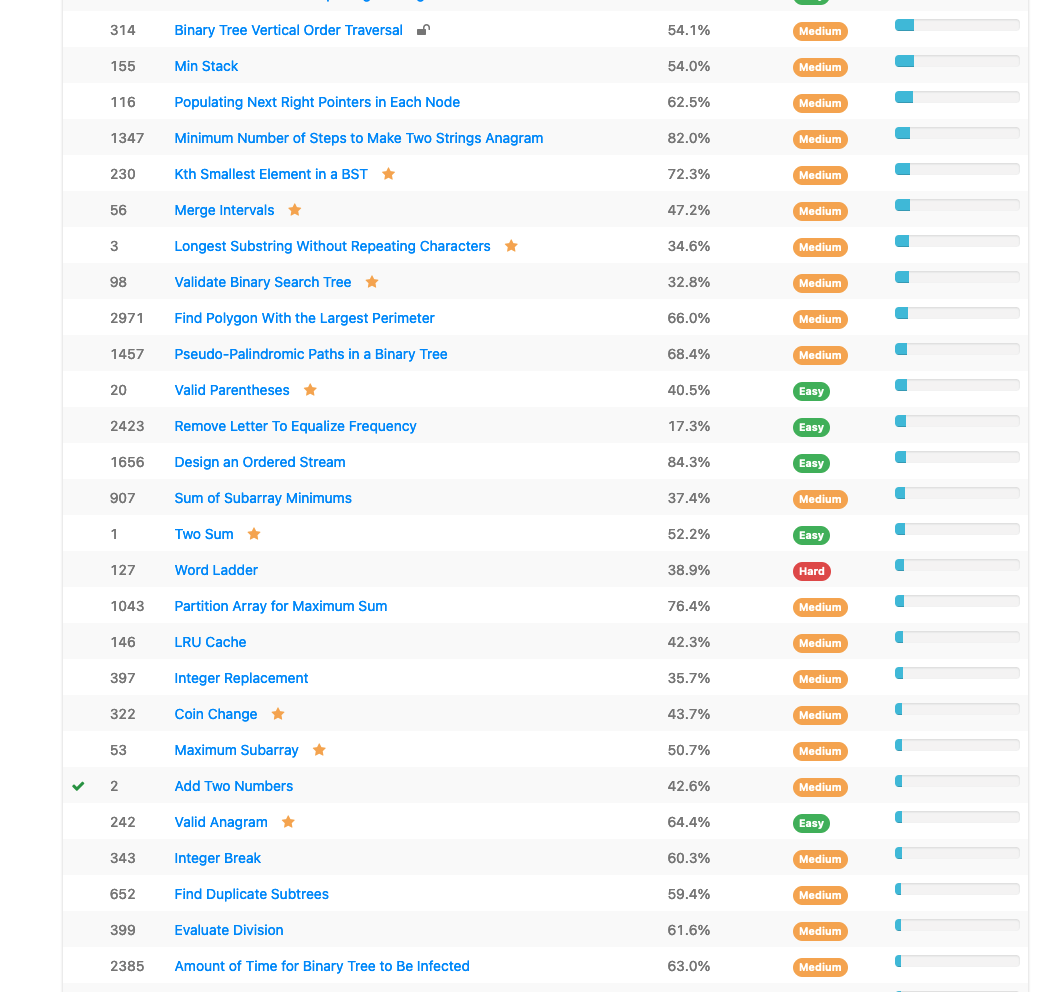 314 Binary Tree Vertical Order Traversal 54.1% Medium
155 Min Stack 54.0% Medium
116 Populating Next Right Pointers in Each Node 62.5% Medium
1347 Minimum Number of Steps to Make Two Strings Anagram 82.0% Medium
230 Kth Smallest Element in a BST 72.3% Medium
56 Merge Intervals 47.2% Medium
3 Longest Substring Without Repeating Characters 34.6% Medium
98 Validate Binary Search Tree 32.8% Medium
2971 Find Polygon With the Largest Perimeter 66.0% Medium
1457 Pseudo-Palindromic Paths in a Binary Tree 68.4% Medium
20 Valid Parentheses 40.5% Easy
2423 Remove Letter To Equalize Frequency 17.3% Easy
1656 Design an Ordered Stream 84.3% Easy
907 Sum of Subarray Minimums 37.4% Medium
1 Two Sum 52.2% Easy
127 Word Ladder 38.9% Hard
1043 Partition Array for Maximum Sum 76.4% Medium
146 LRU Cache 42.3% Medium
397 Integer Replacement 35.7% Medium
322 Coin Change 43.7% Medium
53 Maximum Subarray 50.7% Medium
2 Add Two Numbers 42.6% Medium
242 Valid Anagram 64.4% Easy
343 Integer Break 60.3% Medium
652 Find Duplicate Subtrees 59.4% Medium
399 Evaluate Division 61.6% Medium
2385 Amount of Time for Binary Tree to Be Infected 63.0% Medium